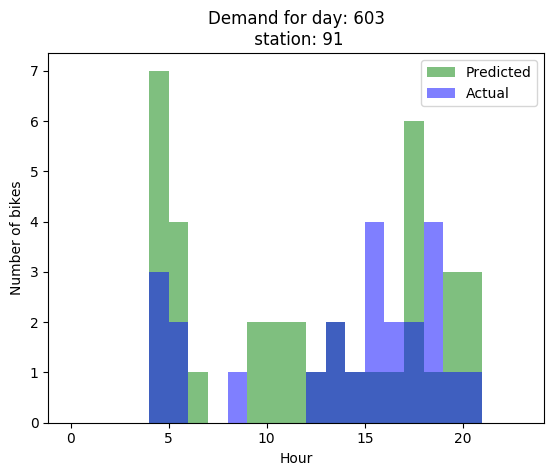 Demand for day: 603
station: 91
Predicted
Actual
7
6
5
4
3
2
1
0
Number of bikes
0 5 10 15 20
Hour